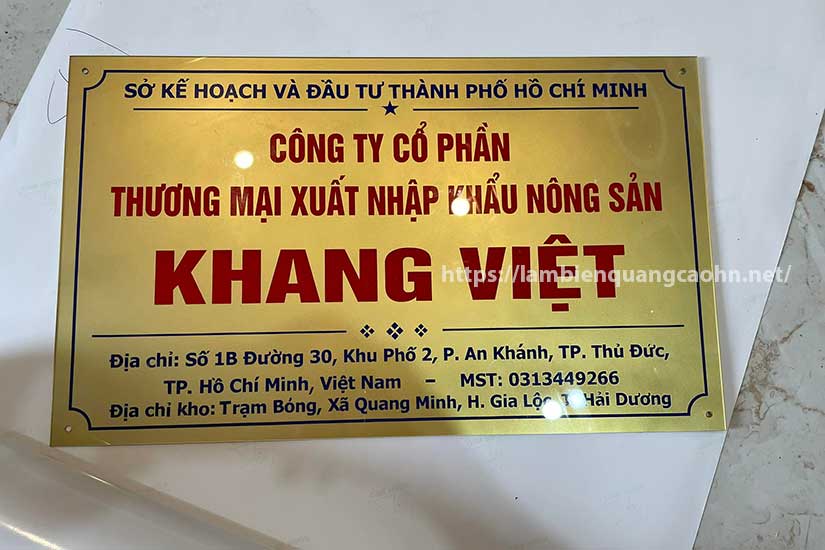 SỞ KẾ HOẠCH VÀ ĐẦU TƯ THÀNH PHỐ HỒ CHÍ MINH
CÔNG TY CỔ PHẦN
THƯƠNG MẠI XUẤT NHẬP KHẨU NÔNG SẢN
KHANG VIỆT
https://lambienquangcaohn.net/
Địa chỉ: Số 1B Đường 30, Khu Phố 2, P. An Khánh, TP. Thủ Đức,
TP. Hồ Chí Minh, Việt Nam – MST: 0313449266
Địa chỉ kho: Trạm Bóng, Xã Quang Minh, H. Gia Lộc, Hải Dương